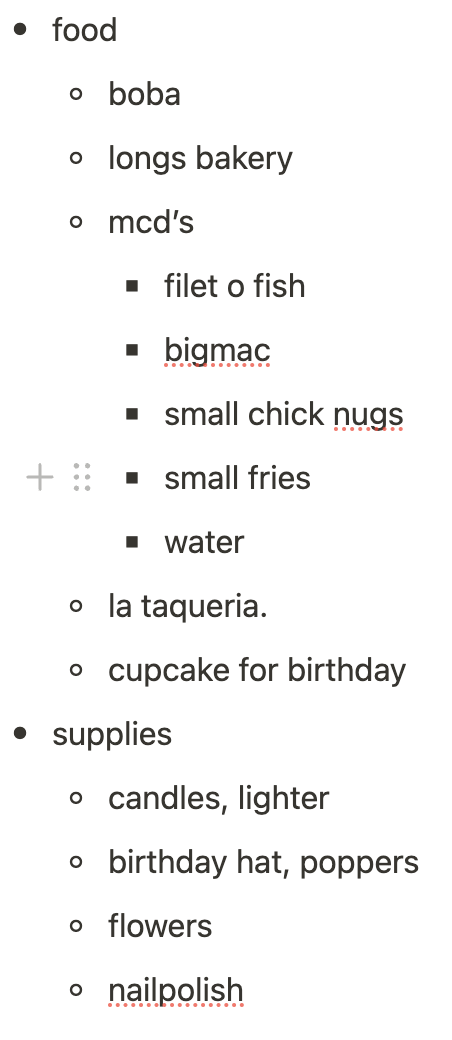 food
boba
longs bakery
mcd's
filet o fish
bigmac
small chick nugs
small fries
water
la taqueria.
cupcake for birthday
supplies
candles, lighter
birthday hat, poppers
flowers
nailpolish